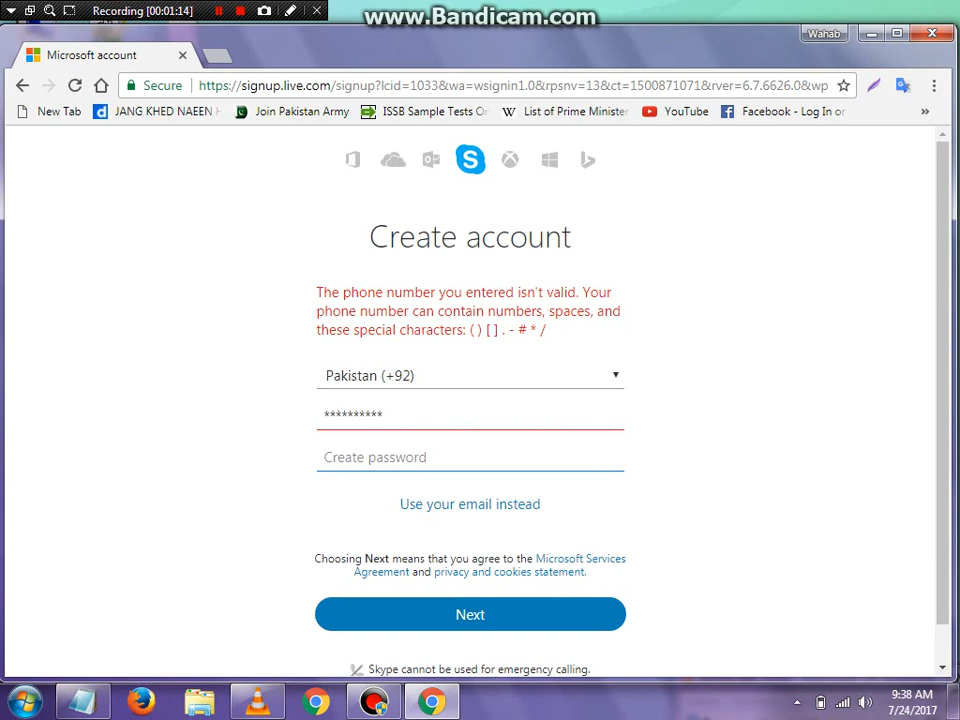 Recording [00:01:14]
www.Bandicam.com
Wahab
Microsoft account
Secure
https://signup.live.com/signup?lcid=1033&wa=wsignin1.0&rpsnv=13&ct=1500871071&rver=6.7.6626.0&wp
New Tab
JANG KHED NAEEN H
Join Pakistan Army
ISSB Sample Tests Or
List of Prime Minister
YouTube
Facebook - Log In or
»
Create account
The phone number you entered isn't valid. Your
phone number can contain numbers, spaces, and
these special characters: ( ) [ ] . - # * /
Pakistan (+92)
**********
Create password
Use your email instead
Choosing Next means that you agree to the Microsoft Services
Agreement and privacy and cookies statement.
Next
Skype cannot be used for emergency calling.
9:38 AM
7/24/2017